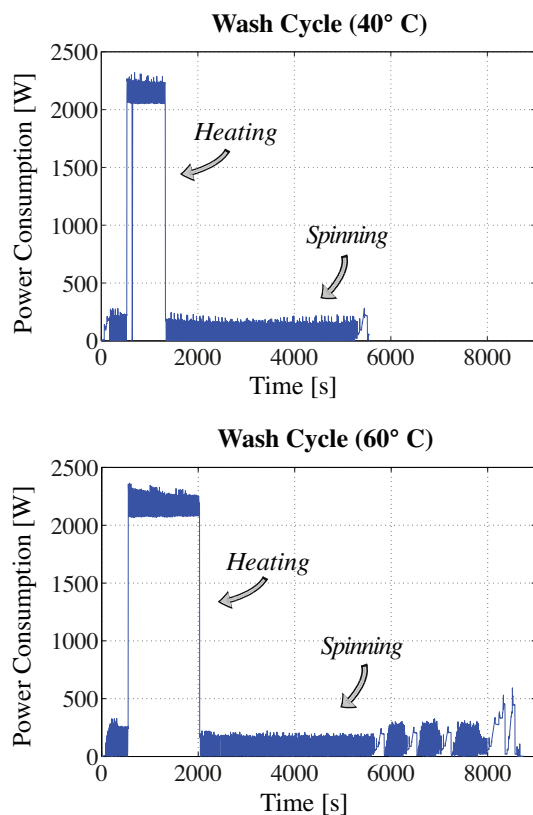 Wash Cycle (40° C)
Power Consumption [W]
2500
2000
1500
1000
500
0
Heating
Spinning
0 2000 4000 6000 8000
Time [s]
Wash Cycle (60° C)
Power Consumption [W]
2500
2000
1500
1000
500
0
Heating
Spinning
0 2000 4000 6000 8000
Time [s]